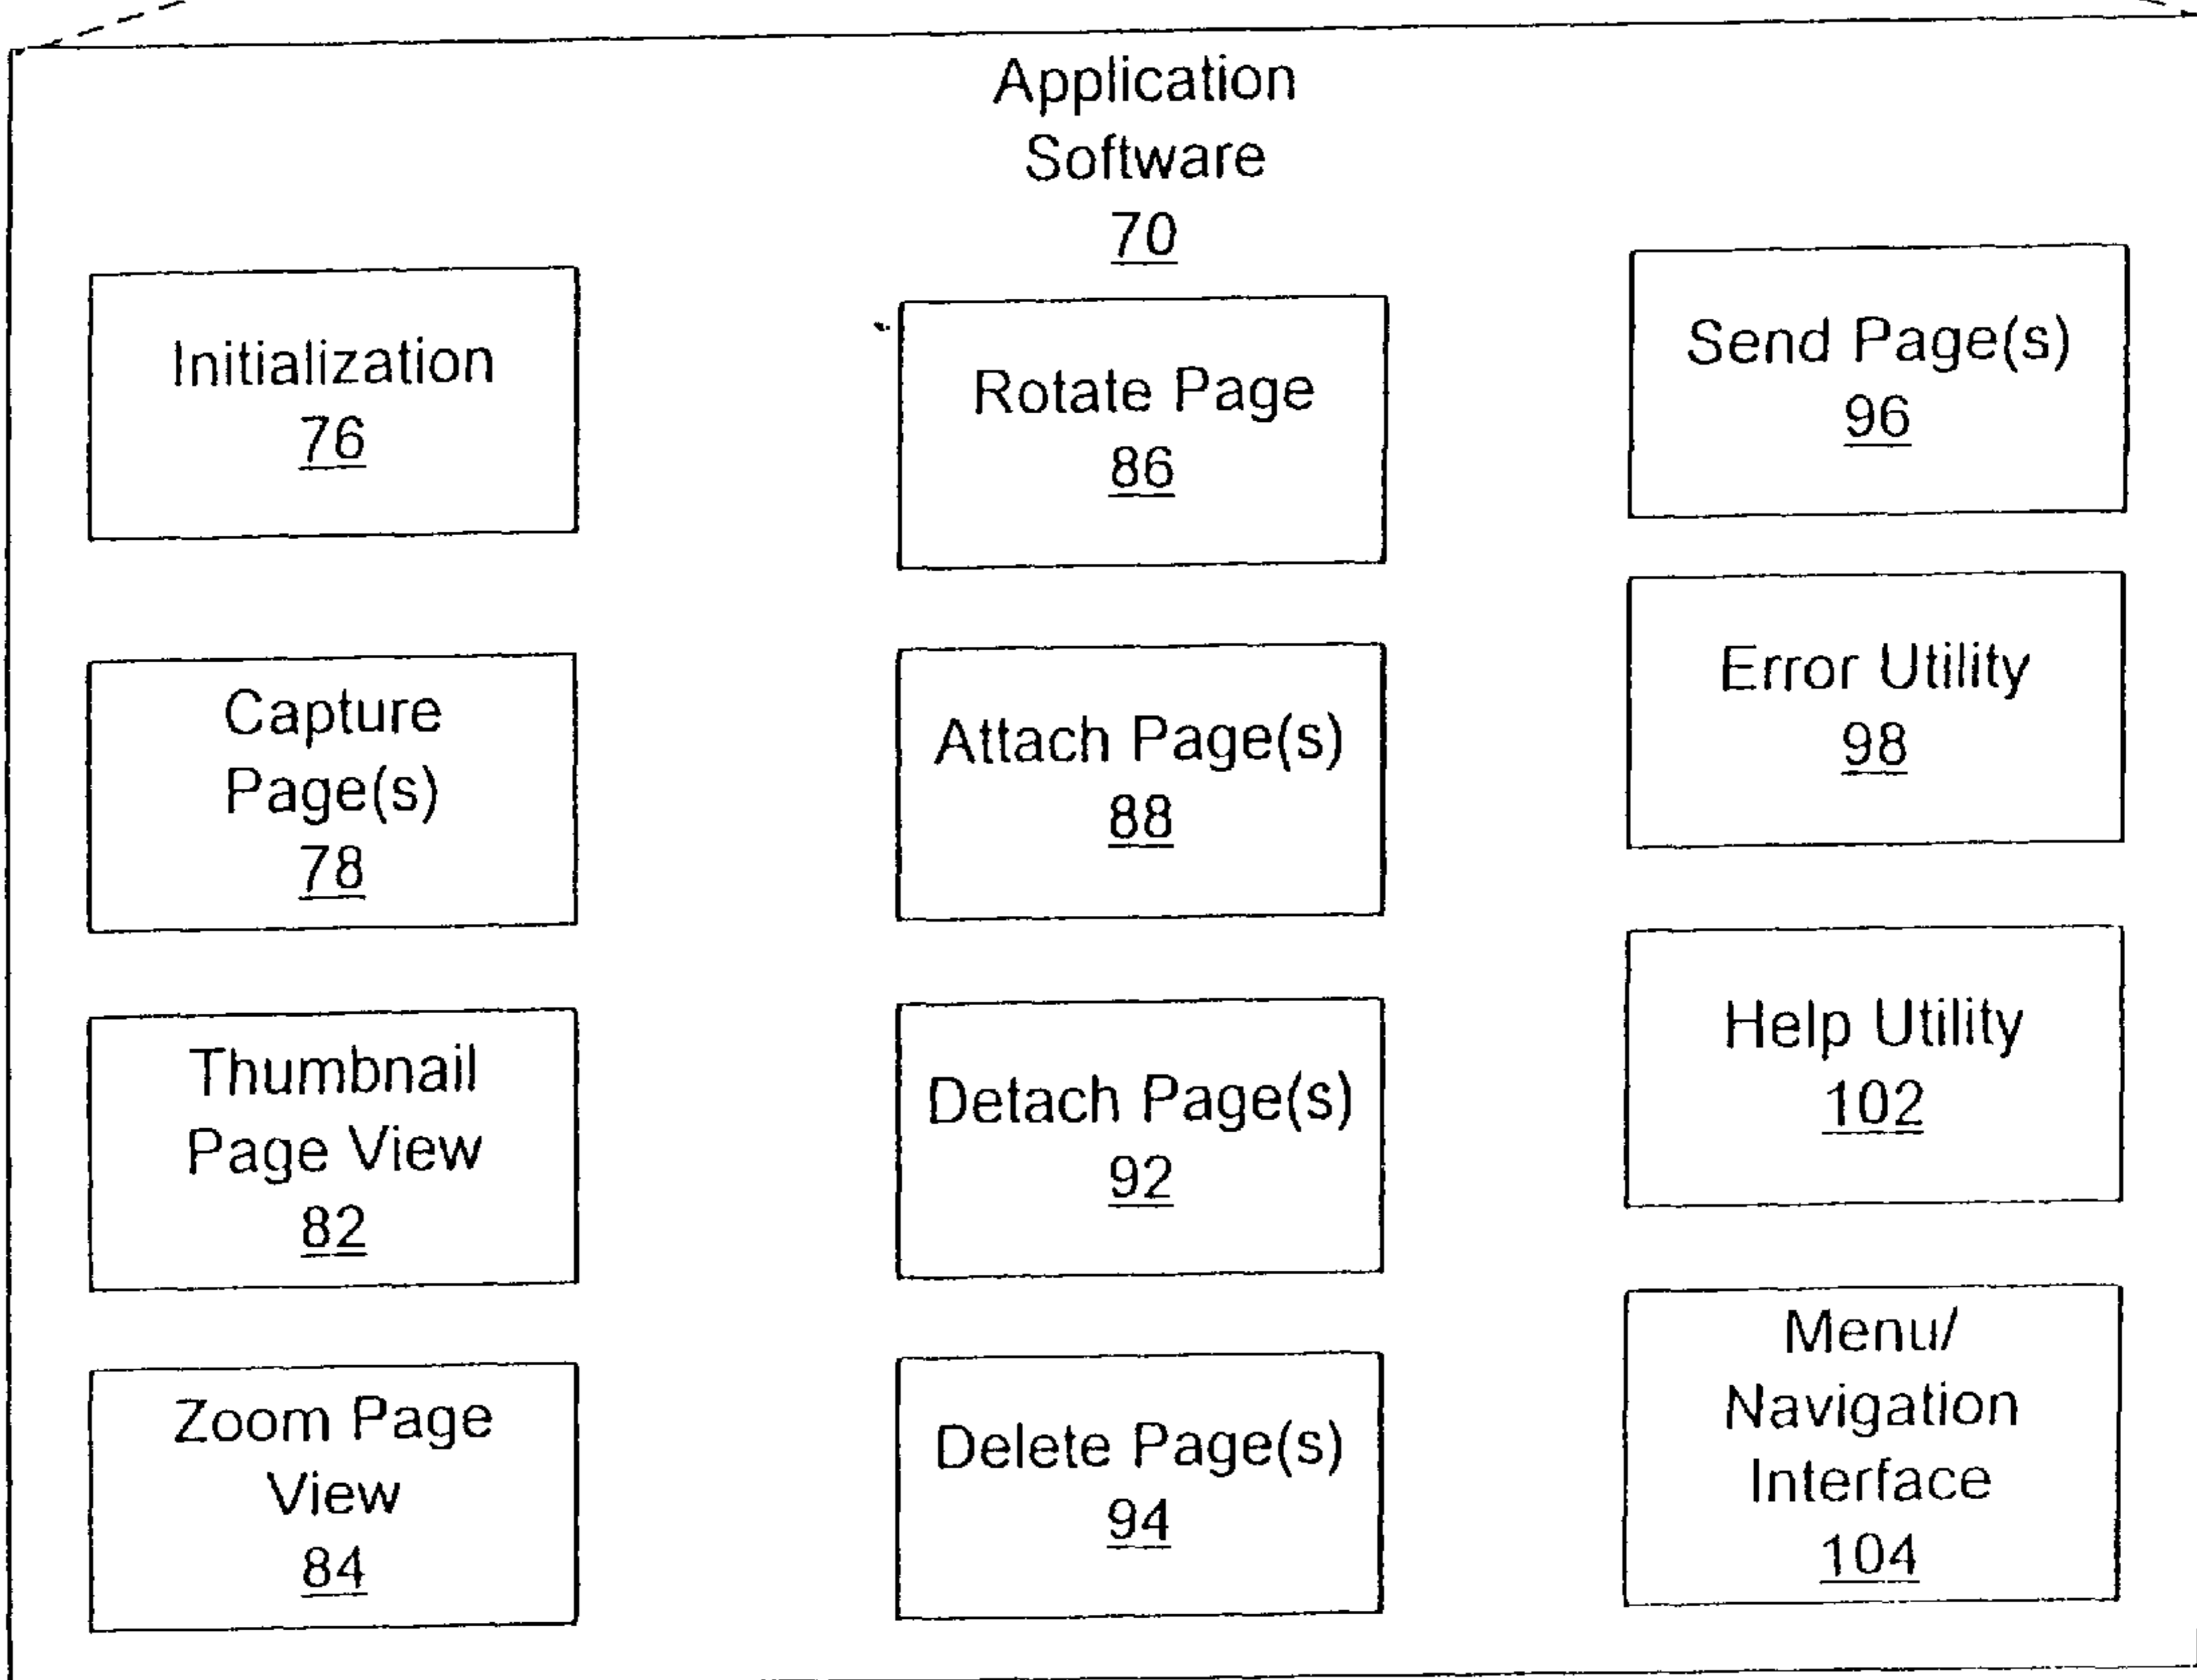 Application
Software
70
Initialization
76
Capture
Page(s)
78
Thumbnail
Page View
82
Zoom Page
View
84
Rotate Page
86
Attach Page(s)
88
Detach Page(s)
92
Delete Page(s)
94
Send Page(s)
96
Error Utility
98
Help Utility
102
Menu/
Navigation
Interface
104